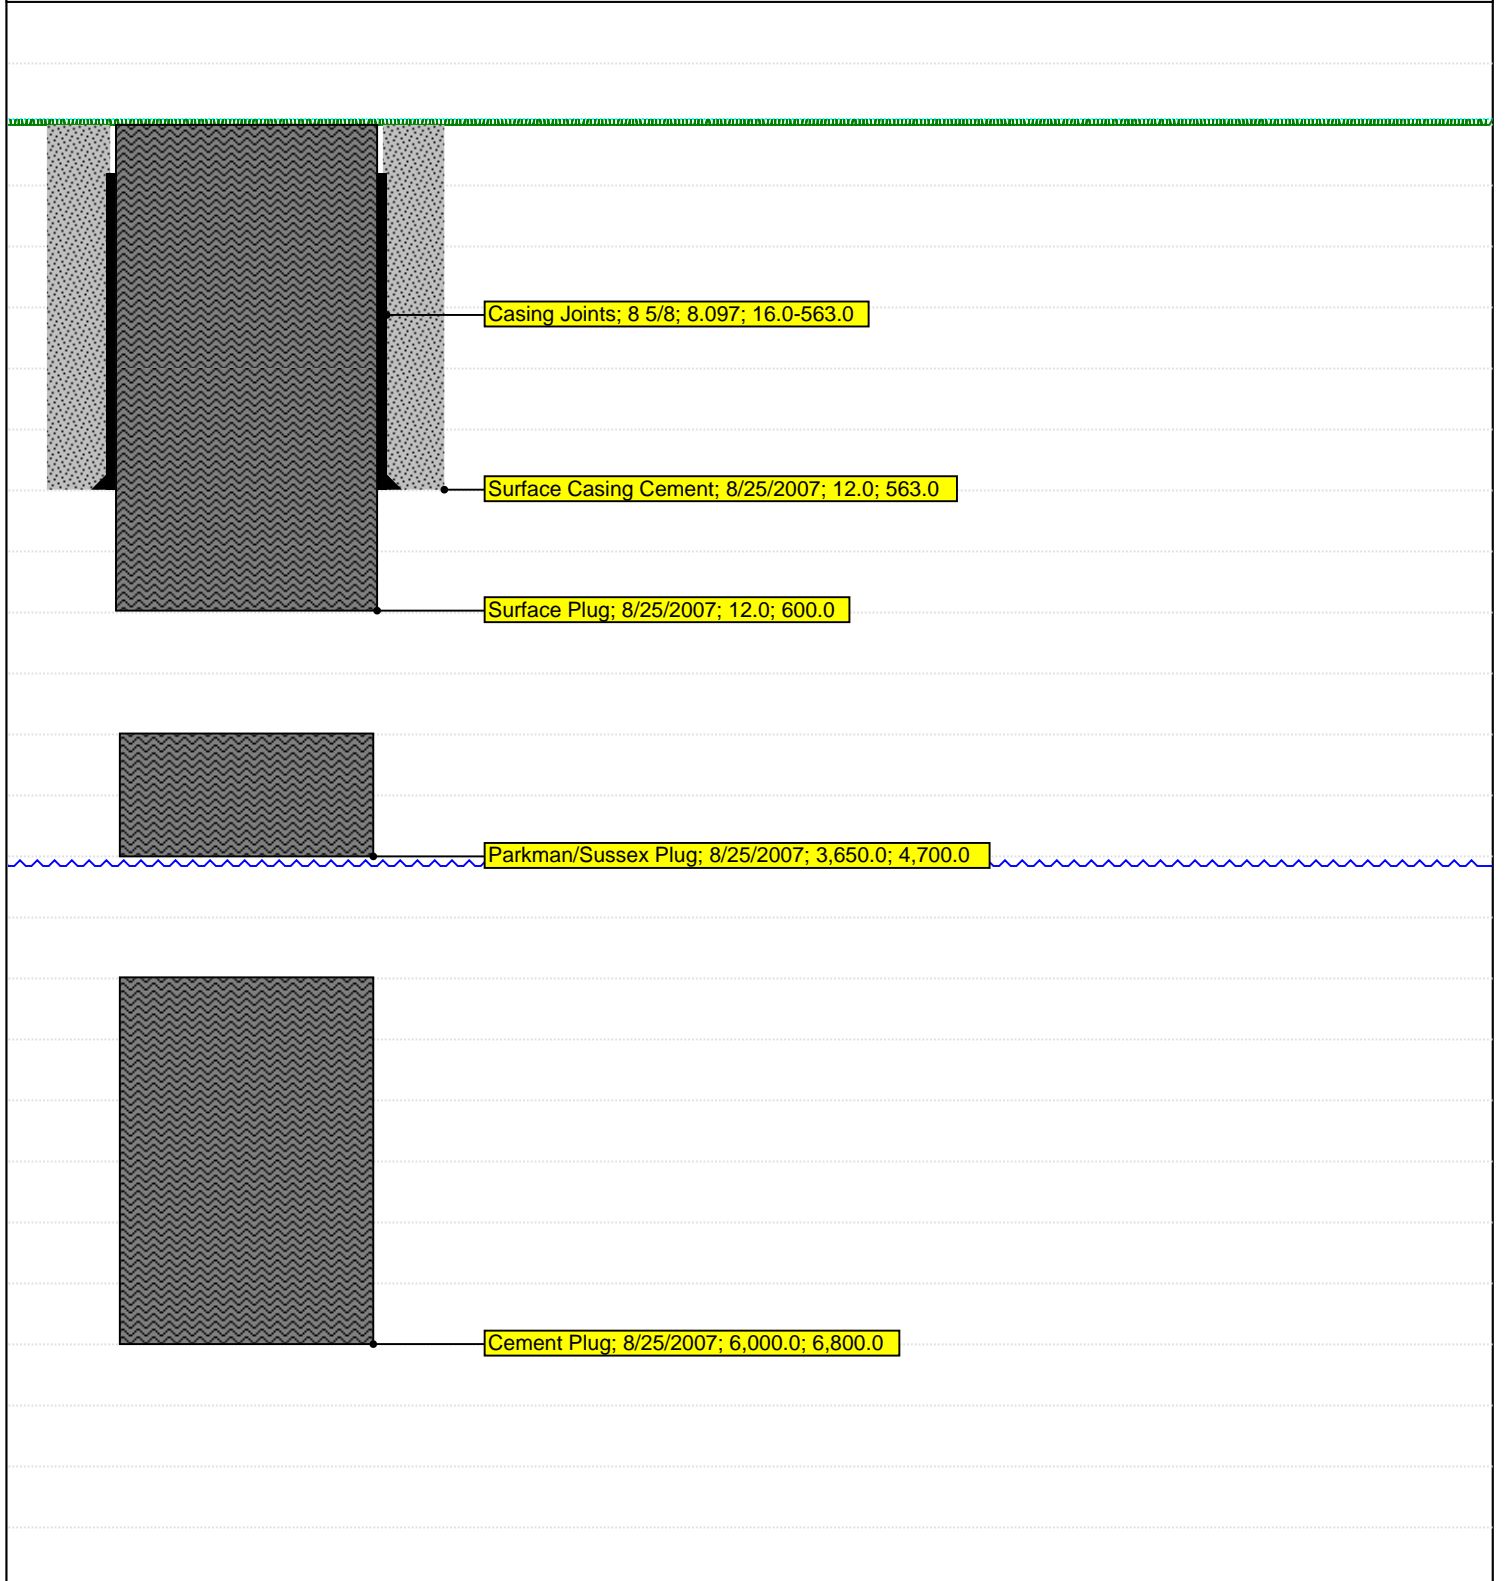 Casing Joints; 8 5/8; 8.097; 16.0-563.0
Surface Casing Cement; 8/25/2007; 12.0; 563.0
Surface Plug; 8/25/2007; 12.0; 600.0
Parkman/Sussex Plug; 8/25/2007; 3,650.0; 4,700.0
Cement Plug; 8/25/2007; 6,000.0; 6,800.0